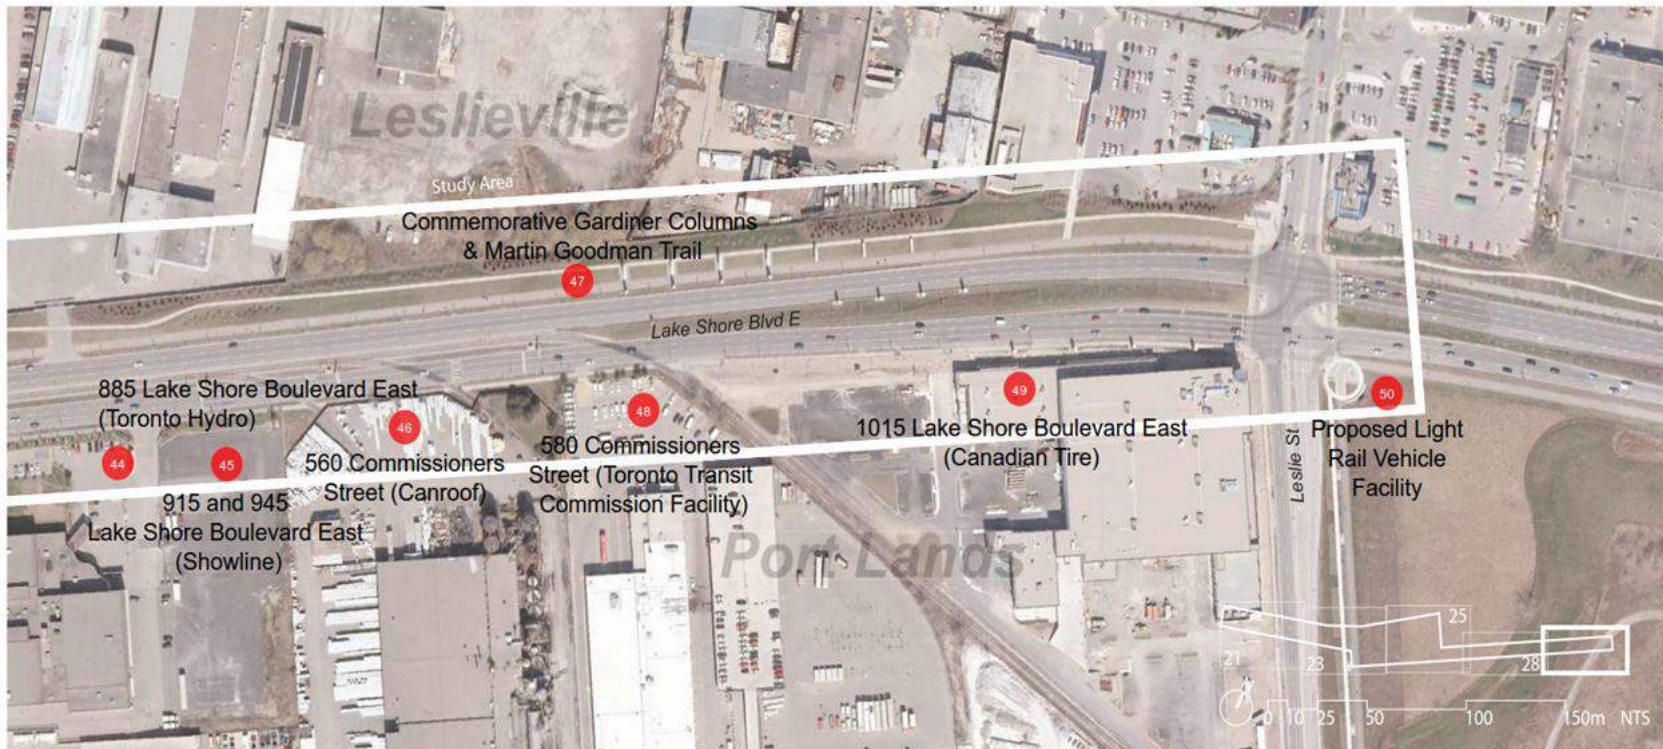 Leslieville
Study Area
Commemorative Gardiner Columns
& Martin Goodman Trail
47
Lake Shore Blvd E
885 Lake Shore Boulevard East
(Toronto Hydro)
44
45
915 and 945
Lake Shore Boulevard East
(Showline)
46
560 Commissioners
Street (Canroof)
48
580 Commissioners
Street (Toronto Transit
Commission Facility)
49
1015 Lake Shore Boulevard East
(Canadian Tire)
50
Proposed Light
Rail Vehicle
Facility
Leslie St
Port Lands
25
21
23
28
0 10 25 50 100 150m NTS